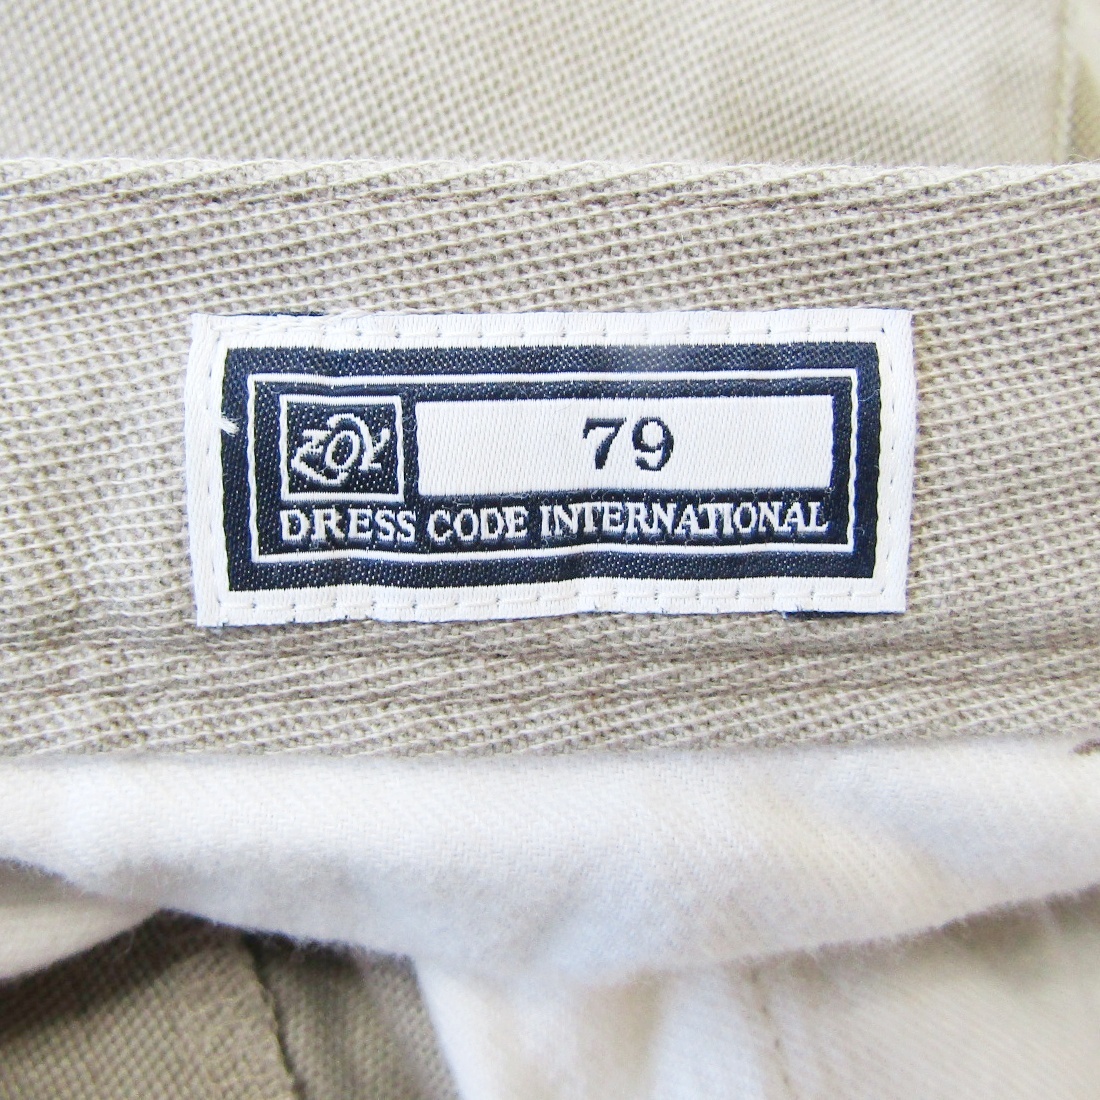 ZOY
79
DRESS CODE INTERNATIONAL